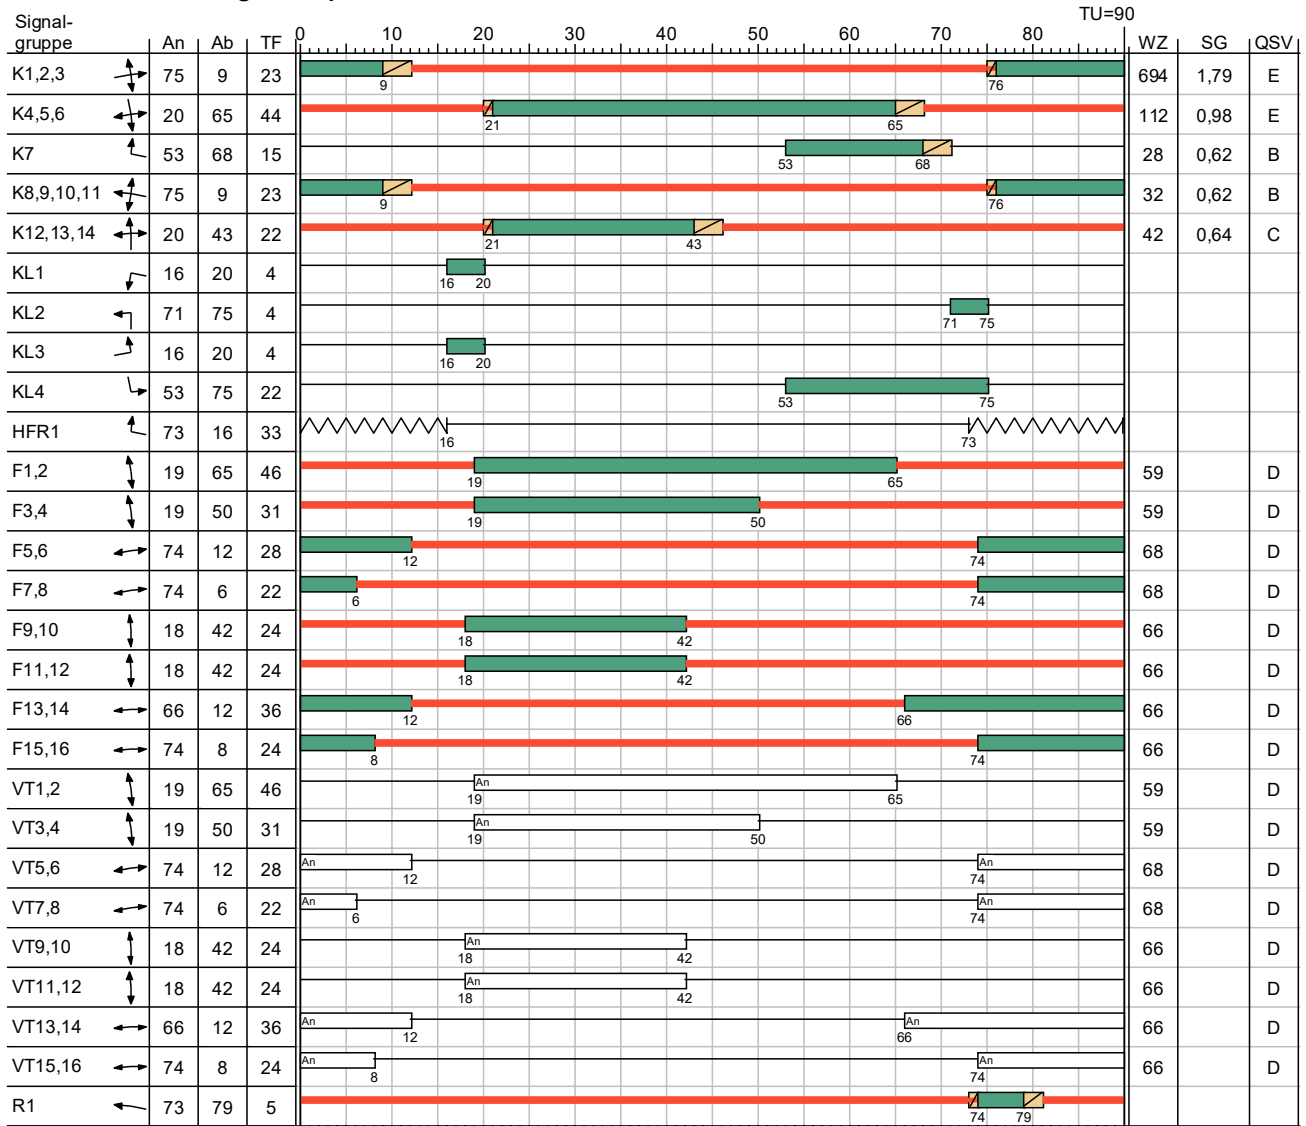 TU=90
Signal-
gruppe An Ab TF 0 10 20 30 40 50 60 70 80 WZ SG QSV
K1,2,3 75 9 23 9 76 694 1,79 E
K4,5,6 20 65 44 21 65 112 0,98 E
K7 53 68 15 53 68 28 0,62 B
K8,9,10,11 75 9 23 9 76 32 0,62 B
K12,13,14 20 43 22 21 43 42 0,64 C
KL1 16 20 4 16 20
KL2 71 75 4 71 75
KL3 16 20 4 16 20
KL4 53 75 22 53 75
HFR1 73 16 33 16 73
F1,2 19 65 46 19 65 59 D
F3,4 19 50 31 19 50 59 D
F5,6 74 12 28 12 74 68 D
F7,8 74 6 22 6 74 68 D
F9,10 18 42 24 18 42 66 D
F11,12 18 42 24 18 42 66 D
F13,14 66 12 36 12 66 66 D
F15,16 74 8 24 8 74 66 D
VT1,2 19 65 46 An 19 65 59 D
VT3,4 19 50 31 An 19 50 59 D
VT5,6 74 12 28 An 12 An 74 68 D
VT7,8 74 6 22 An 6 An 74 68 D
VT9,10 18 42 24 An 18 42 66 D
VT11,12 18 42 24 An 18 42 66 D
VT13,14 66 12 36 An 12 An 66 66 D
VT15,16 74 8 24 An 8 An 74 66 D
R1 73 79 5 74 79